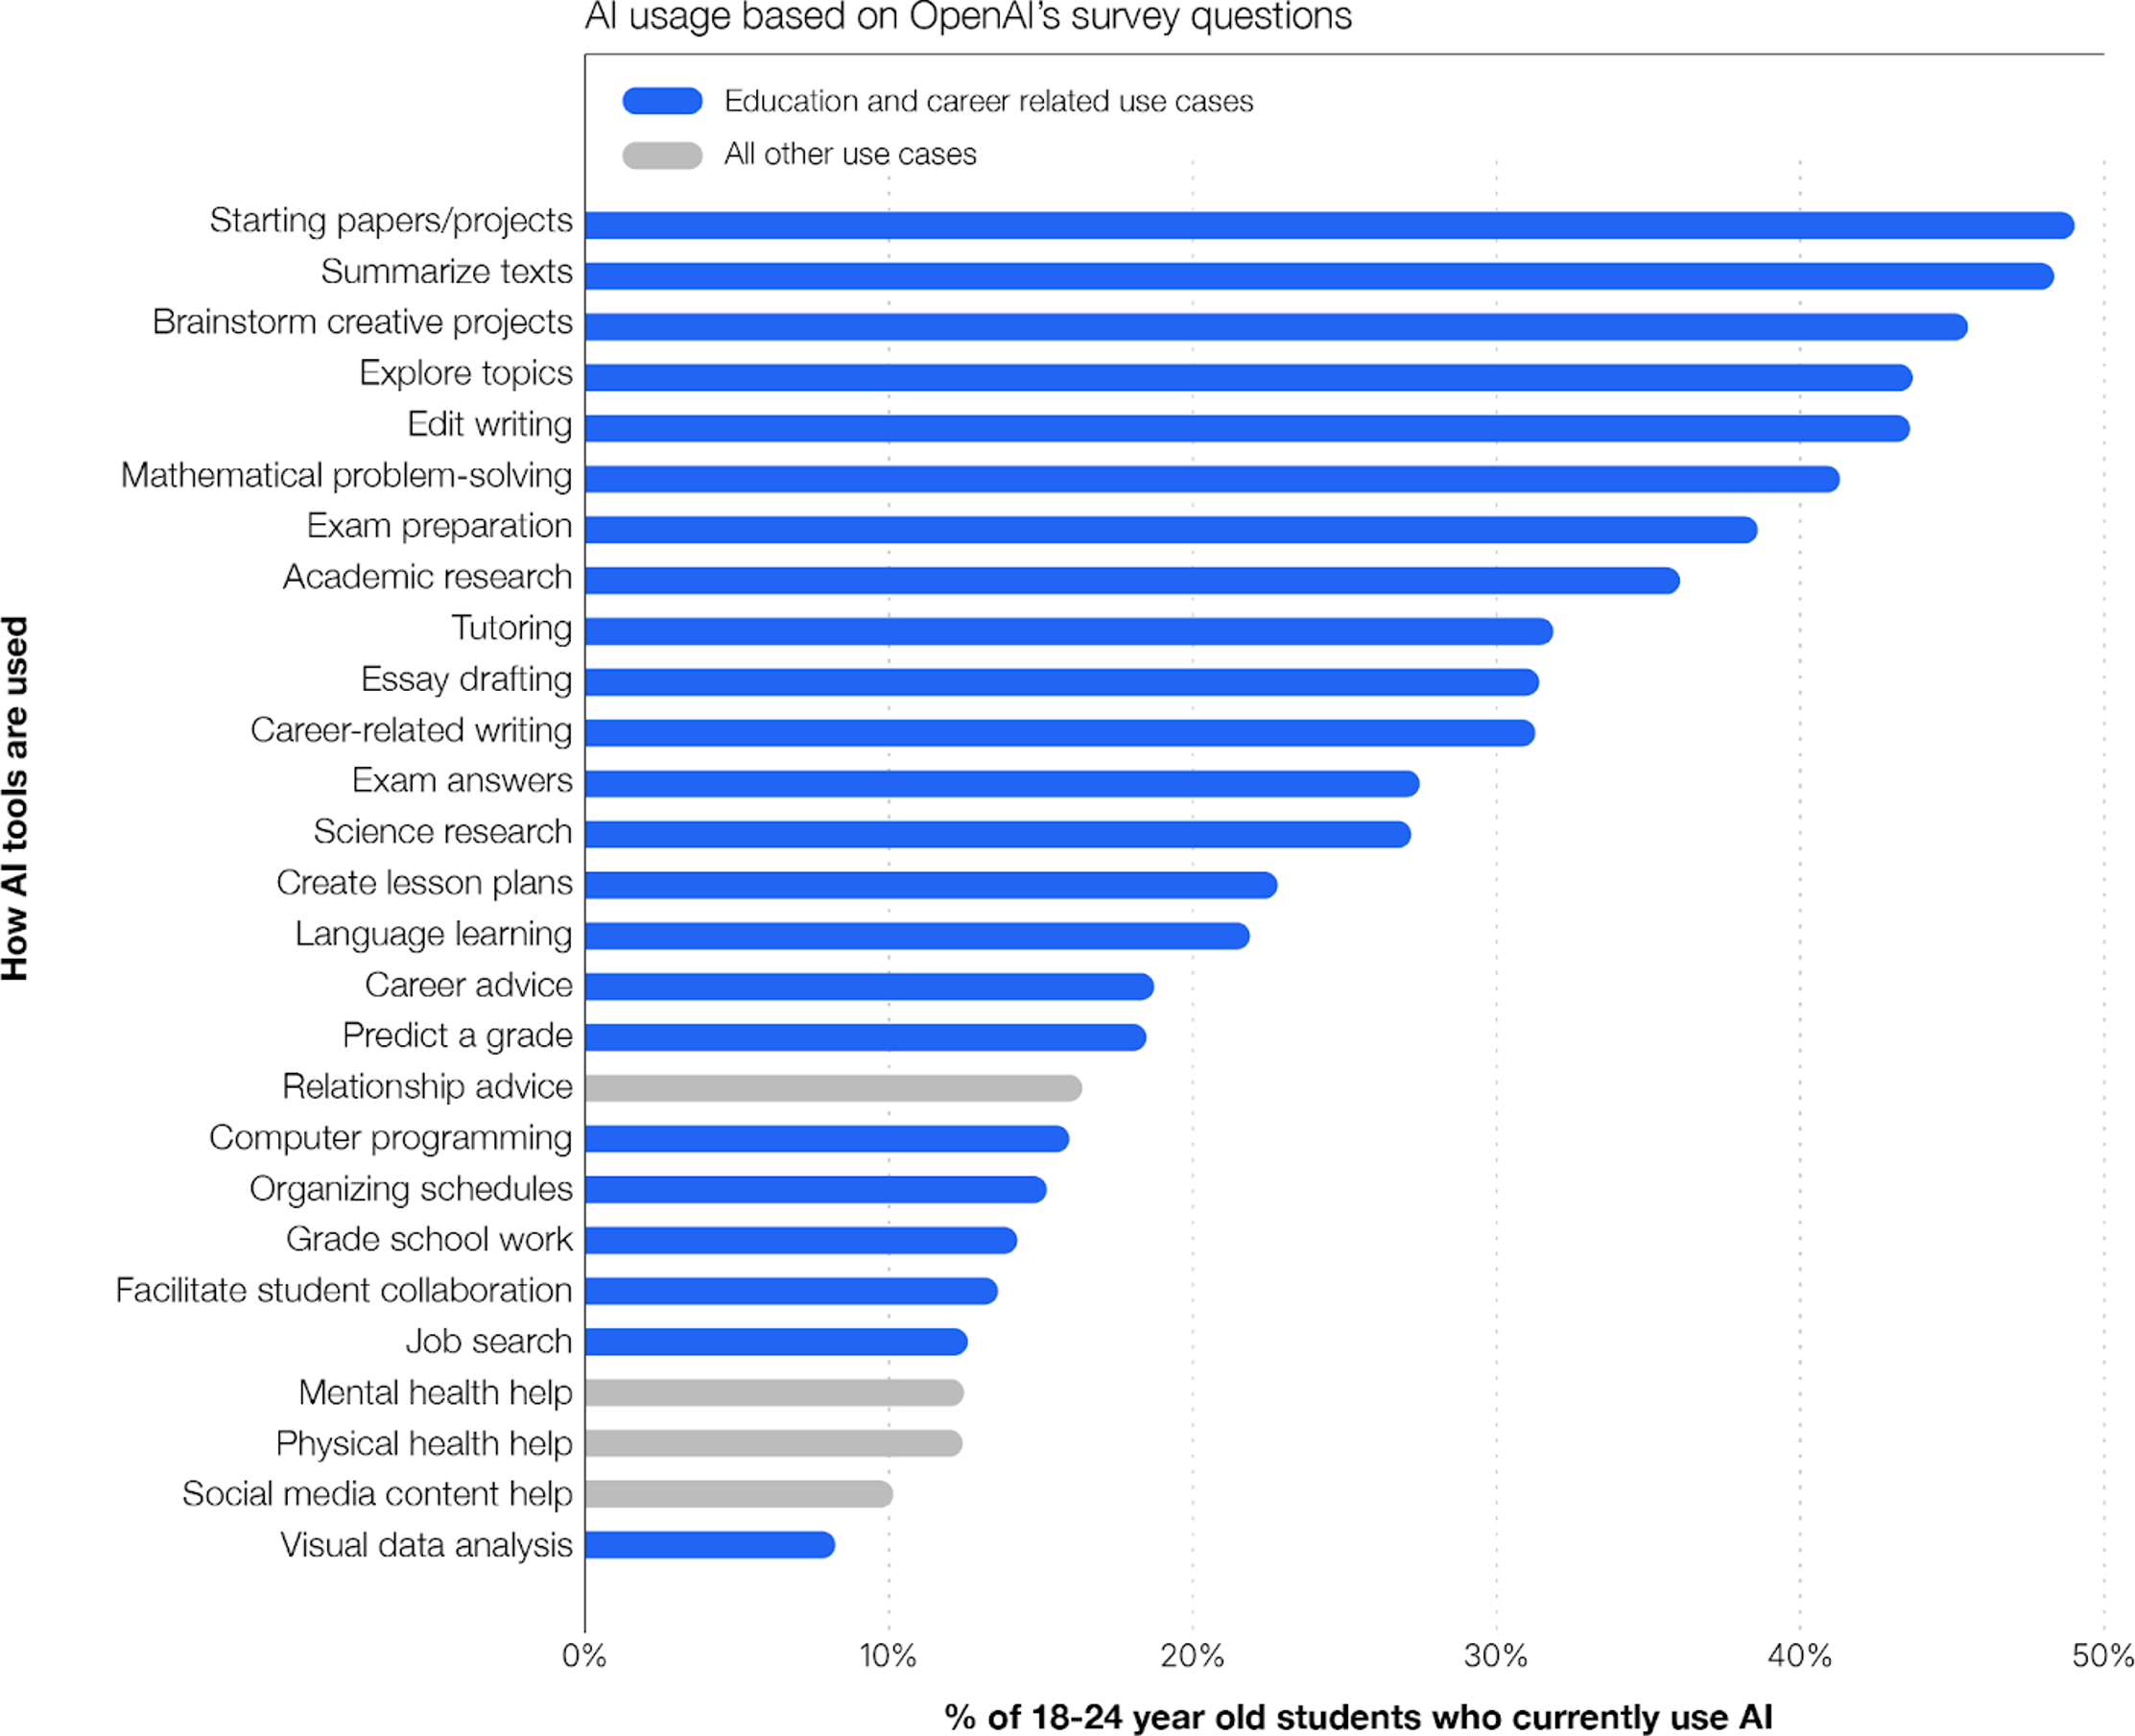 AI usage based on OpenAI’s survey questions
Education and career related use cases
All other use cases
How AI tools are used
Starting papers/projects
Summarize texts
Brainstorm creative projects
Explore topics
Edit writing
Mathematical problem-solving
Exam preparation
Academic research
Tutoring
Essay drafting
Career-related writing
Exam answers
Science research
Create lesson plans
Language learning
Career advice
Predict a grade
Relationship advice
Computer programming
Organizing schedules
Grade school work
Facilitate student collaboration
Job search
Mental health help
Physical health help
Social media content help
Visual data analysis
0% 10% 20% 30% 40% 50%
% of 18-24 year old students who currently use AI